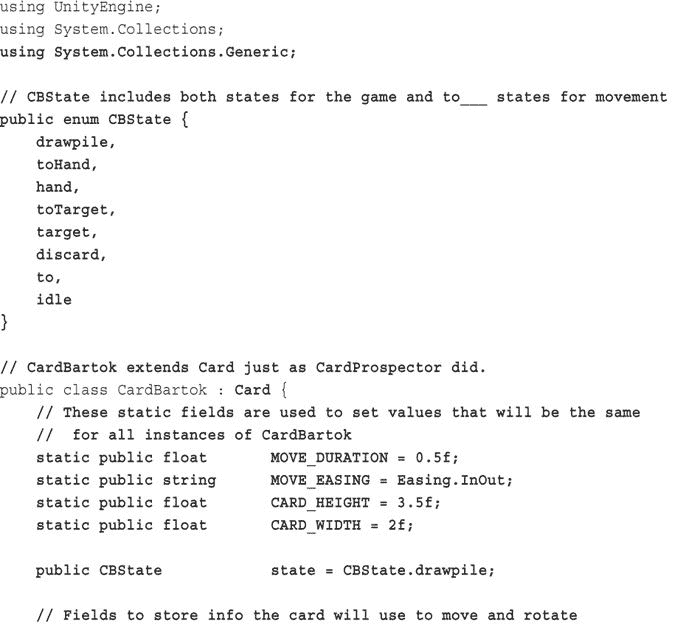 using UnityEngine;
using System.Collections;
using System.Collections.Generic;
// CBState includes both states for the game and to___ states for movement
public enum CBState {
drawpile,
toHand,
hand,
toTarget,
target,
discard,
to,
idle
}
// CardBartok extends Card just as CardProspector did.
public class CardBartok : Card {
// These static fields are used to set values that will be the same
//  for all instances of CardBartok
static public float       MOVE_DURATION = 0.5f;
static public string      MOVE_EASING = Easing.InOut;
static public float       CARD_HEIGHT = 3.5f;
static public float       CARD_WIDTH = 2f;
public CBState            state = CBState.drawpile;
// Fields to store info the card will use to move and rotate